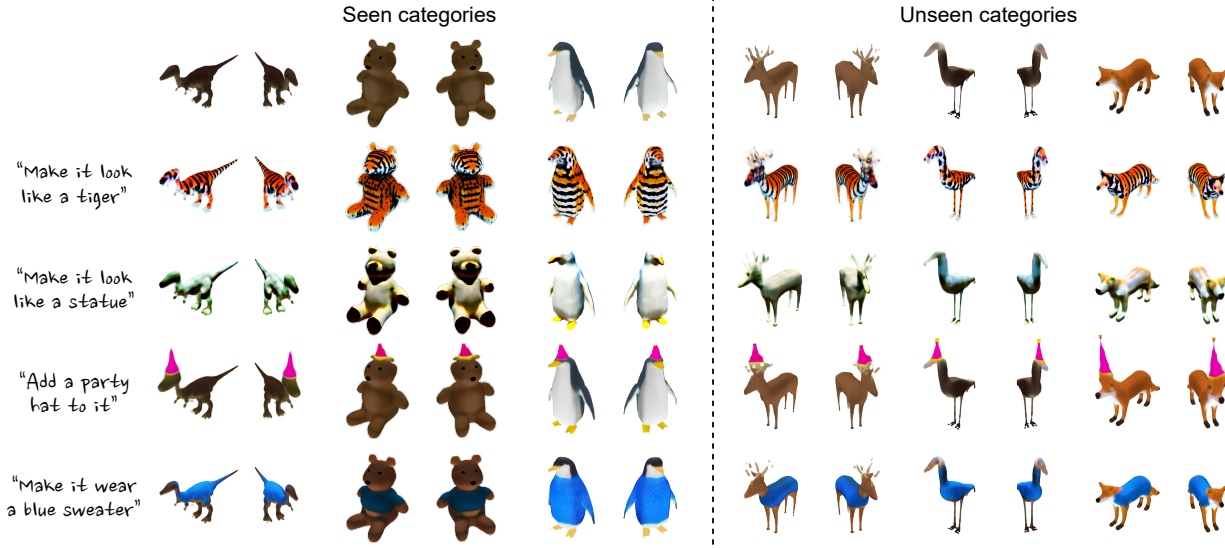 Seen categories
Unseen categories
“Make it look
like a tiger”
“Make it look
like a statue”
“Add a party
hat to it”
“Make it wear
a blue sweater”